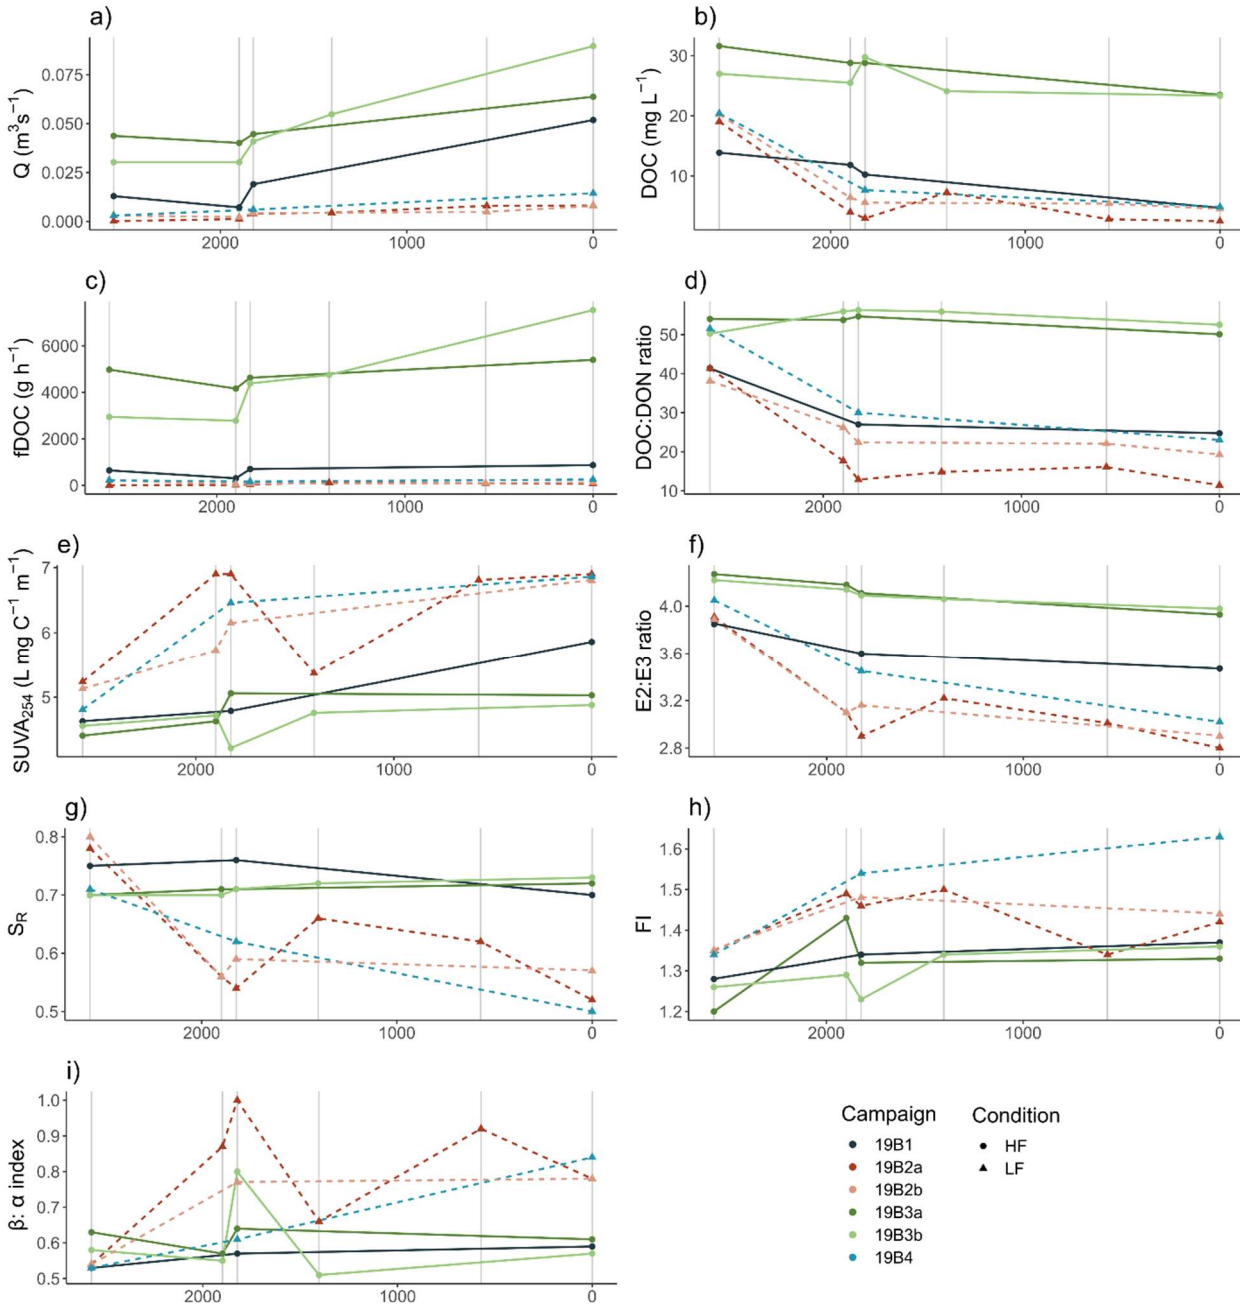 a)
Q (m³s⁻¹)
0.075
0.050
0.025
0.000
2000 1000 0
b)
DOC (mg L⁻¹)
30
20
10
2000 1000 0
c)
fDOC (g h⁻¹)
6000
4000
2000
0
2000 1000 0
d)
DOC:DON ratio
50
40
30
20
10
2000 1000 0
e)
SUVA₂₅₄ (L mg C⁻¹ m⁻¹)
7
6
5
2000 1000 0
f)
E2:E3 ratio
4.0
3.6
3.2
2.8
2000 1000 0
g)
S_R
0.8
0.7
0.6
0.5
2000 1000 0
h)
FI
1.6
1.5
1.4
1.3
1.2
2000 1000 0
i)
β: α index
1.0
0.9
0.8
0.7
0.6
0.5
2000 1000 0
Campaign
19B1
19B2a
19B2b
19B3a
19B3b
19B4
Condition
HF
LF